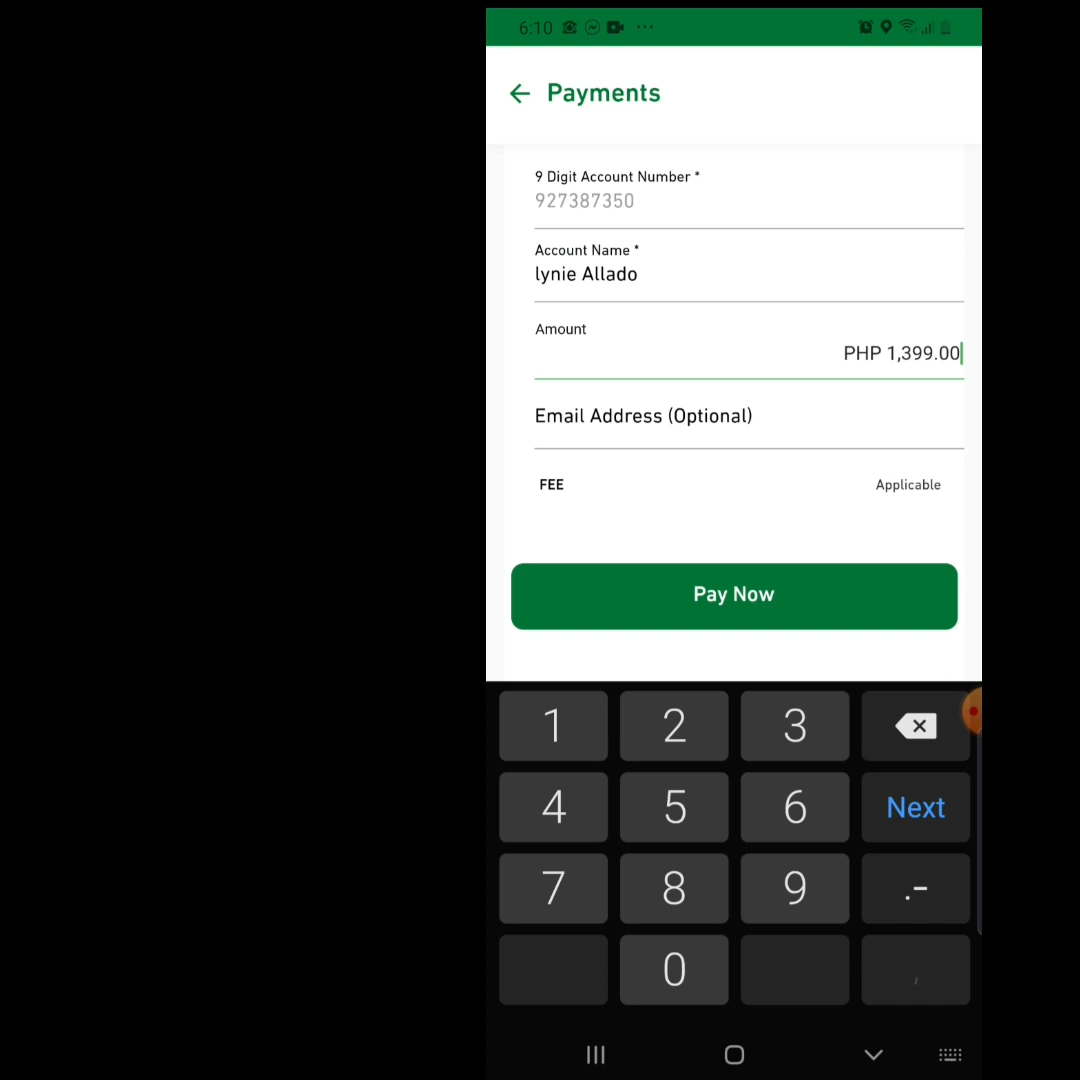 6:10
Payments
9 Digit Account Number *
927387350
Account Name *
lynie Allado
Amount
PHP 1,399.00
Email Address (Optional)
FEE Applicable
Pay Now
1 2 3
4 5 6 Next
7 8 9 .-
0 ,